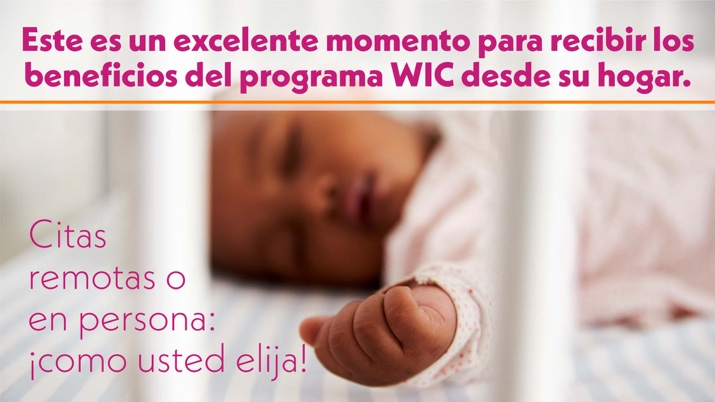 Este es un excelente momento para recibir los
beneficios del programa WIC desde su hogar.
Citas
remotas o
en persona:
¡como usted elija!